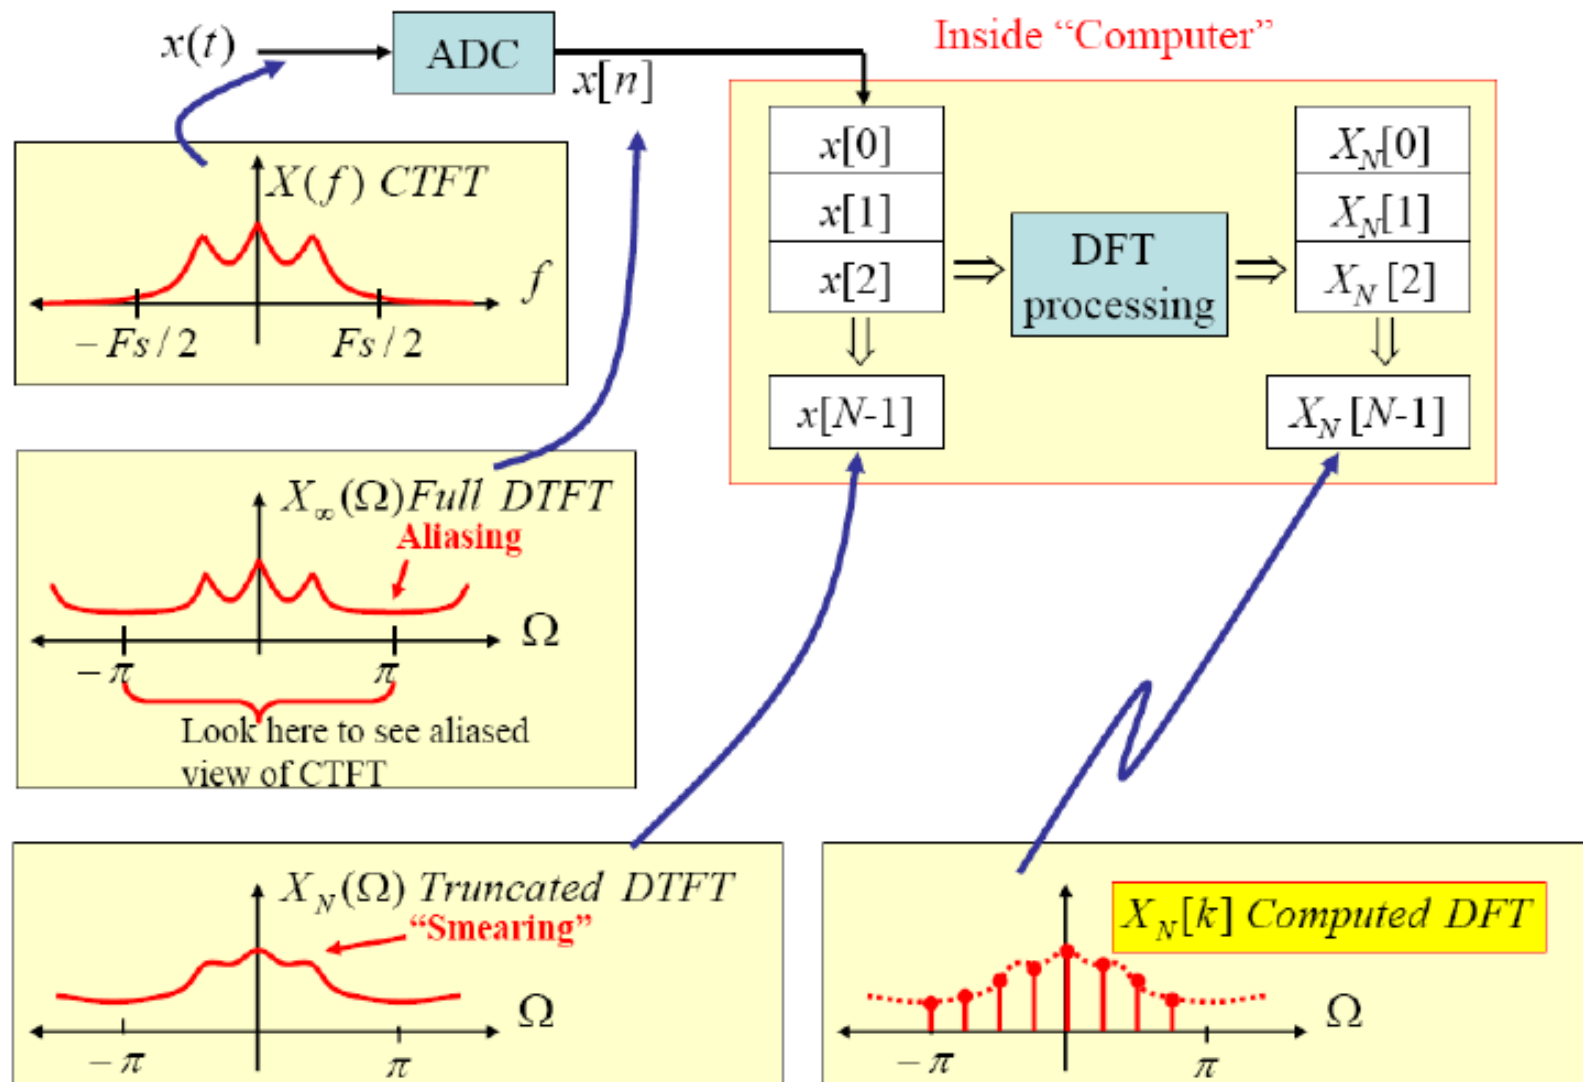 x(t)
ADC
x[n]
Inside “Computer”
x[0]
x[1]
x[2]
x[N-1]
DFT
processing
X_N[0]
X_N[1]
X_N [2]
X_N [N-1]
X(f) CTFT
f
−Fs/2
Fs/2
X_∞(Ω)Full DTFT
Aliasing
Ω
−π
π
Look here to see aliased
view of CTFT
X_N(Ω) Truncated DTFT
“Smearing”
Ω
−π
π
X_N[k] Computed DFT
Ω
−π
π